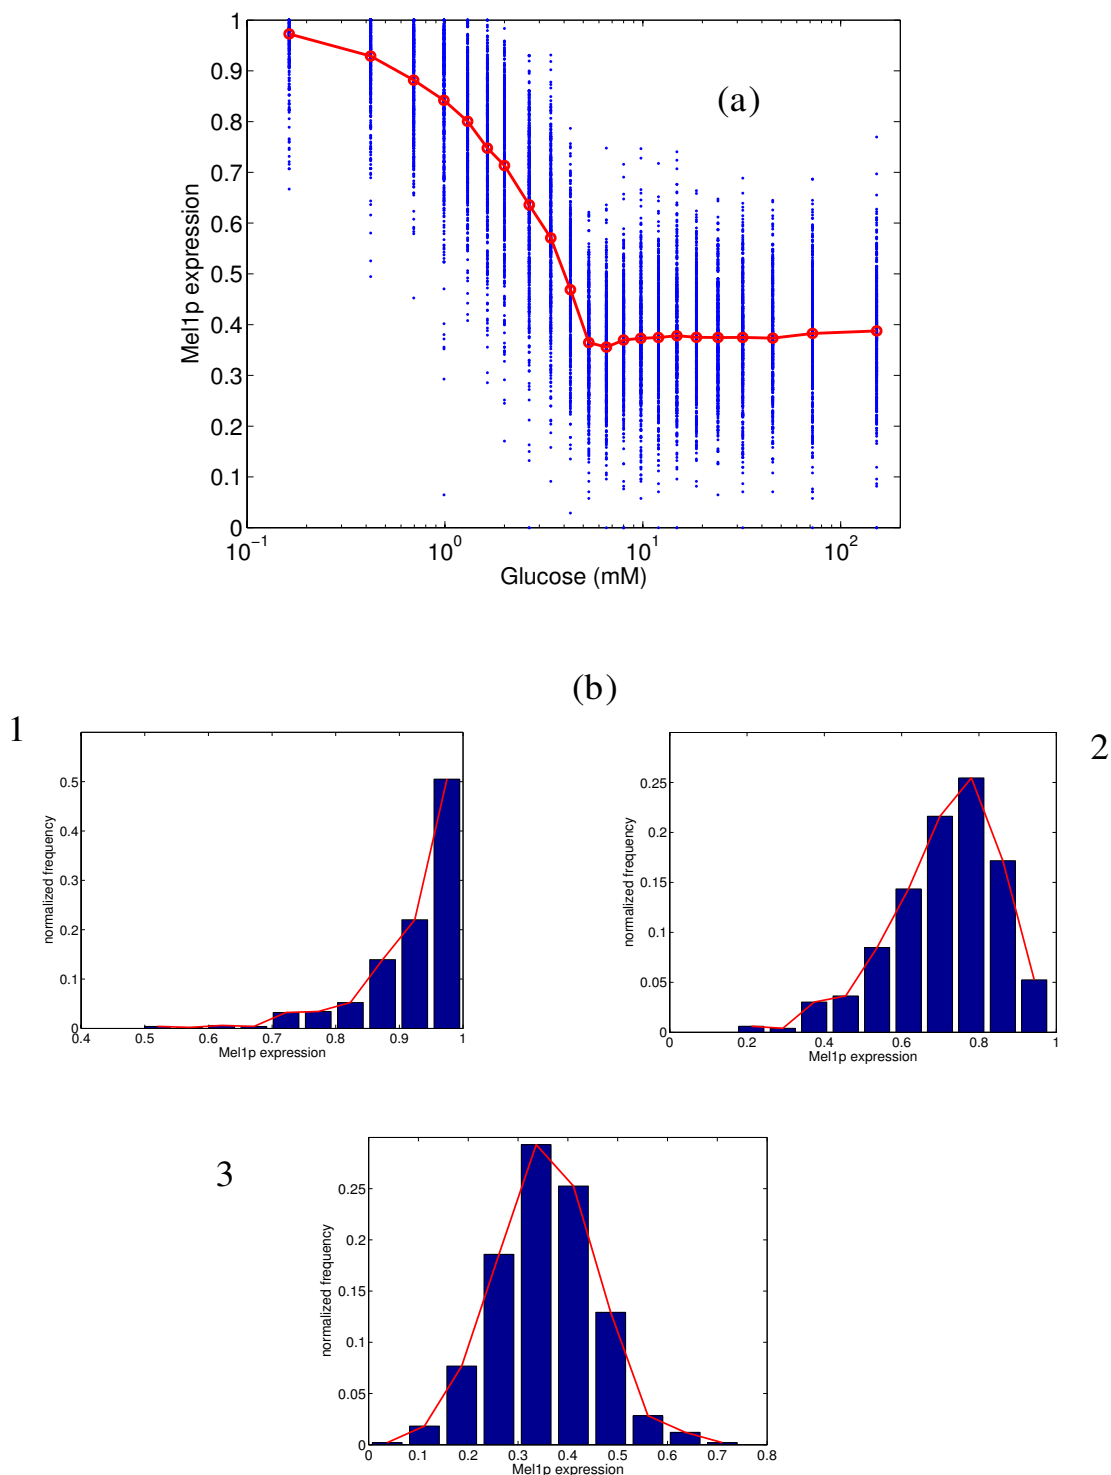 (a)
1
0.9
0.8
0.7
0.6
0.5
0.4
0.3
0.2
0.1
0
Mel1p expression
10⁻¹ 10⁰ 10¹ 10²
Glucose (mM)
(b)
1
0.5
0.4
0.3
0.2
0.1
0
normalized frequency
0.4 0.5 0.6 0.7 0.8 0.9 1
Mel1p expression
2
0.25
0.2
0.15
0.1
0.05
0
normalized frequency
0 0.2 0.4 0.6 0.8 1
Mel1p expression
3
0.25
0.2
0.15
0.1
0.05
0
normalized frequency
0 0.1 0.2 0.3 0.4 0.5 0.6 0.7 0.8
Mel1p expression